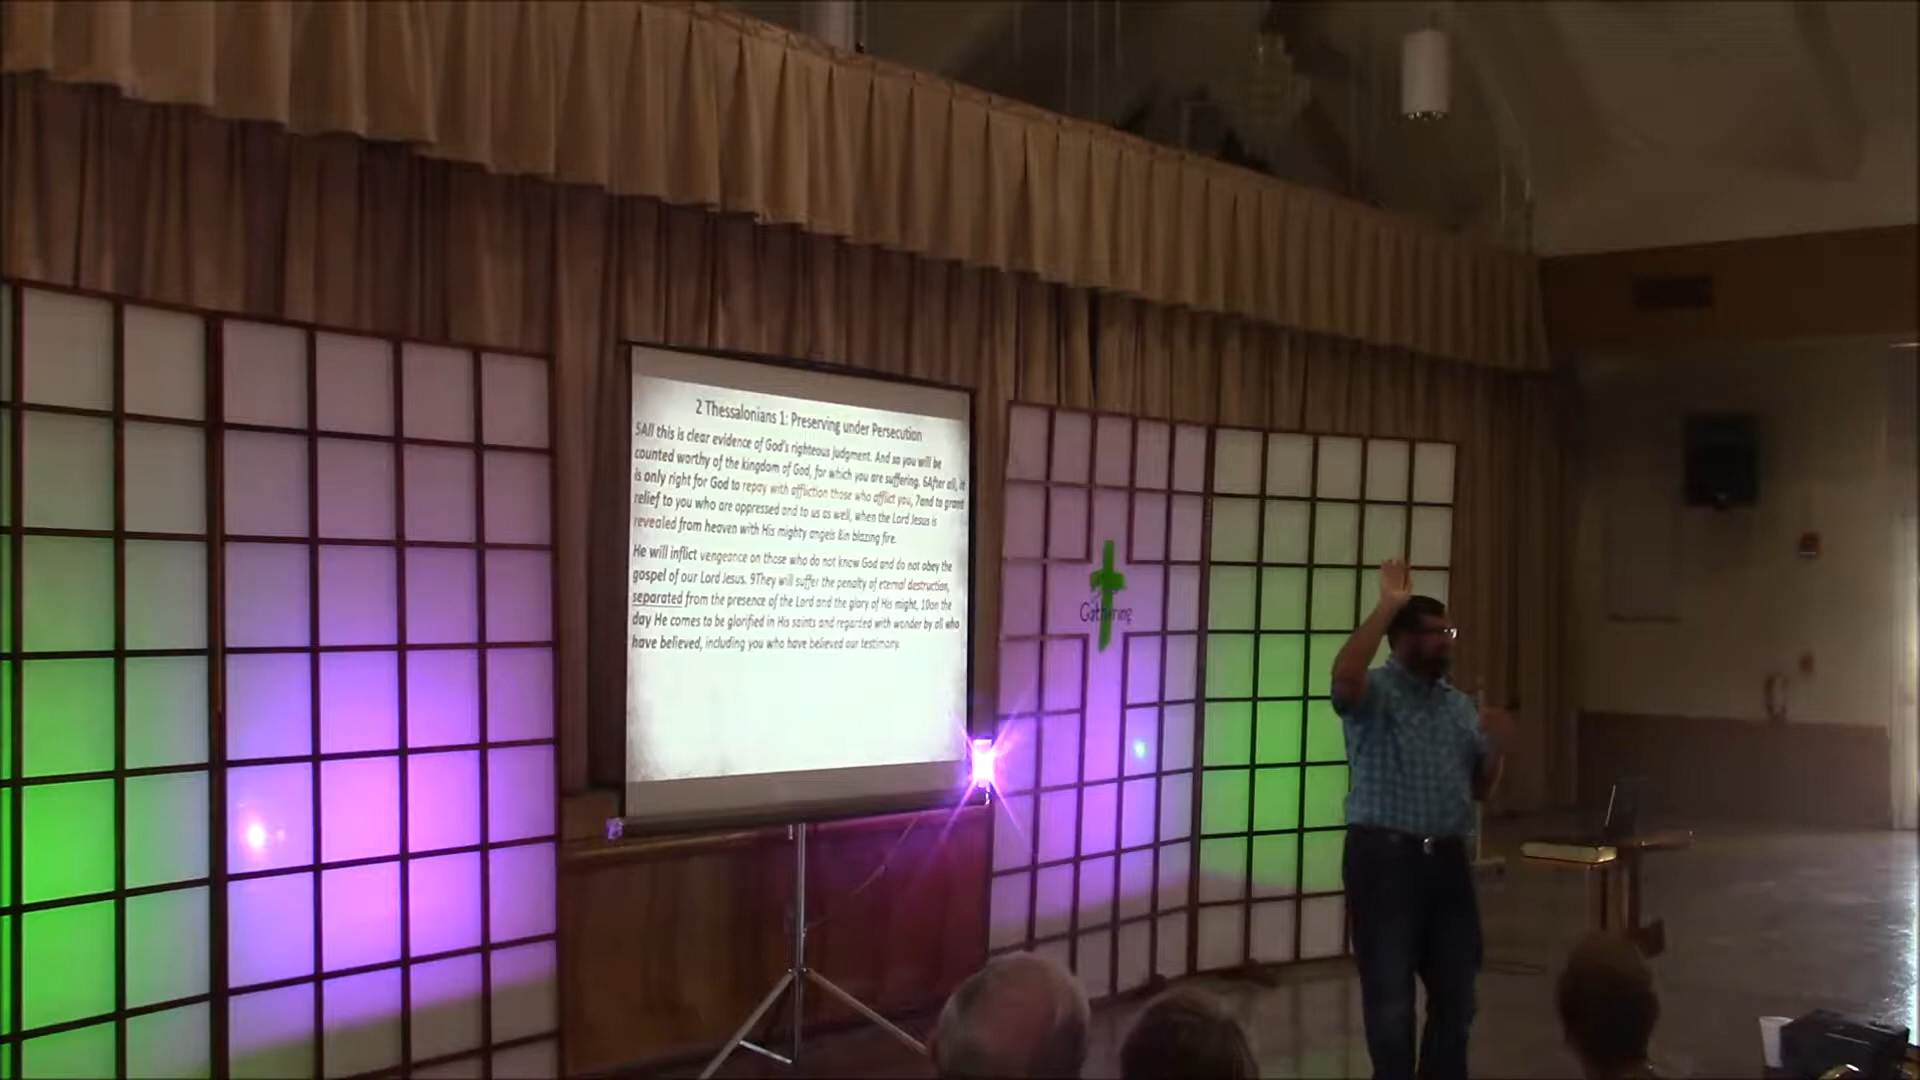 2 Thessalonians 1: Preserving under Persecution
5All this is clear evidence of God's righteous judgment. And so you will be
counted worthy of the kingdom of God, for which you are suffering. 6After all, it
is only right for God to repay with affliction those who afflict you, 7and to grant
relief to you who are oppressed and to us as well, when the Lord Jesus is
revealed from heaven with His mighty angels 8in blazing fire.
He will inflict vengeance on those who do not know God and do not obey the
gospel of our Lord Jesus. 9They will suffer the penalty of eternal destruction,
separated from the presence of the Lord and the glory of His might, 10on the
day He comes to be glorified in His saints and regarded with wonder by all who
have believed, including you who have believed our testimony.
Gathering